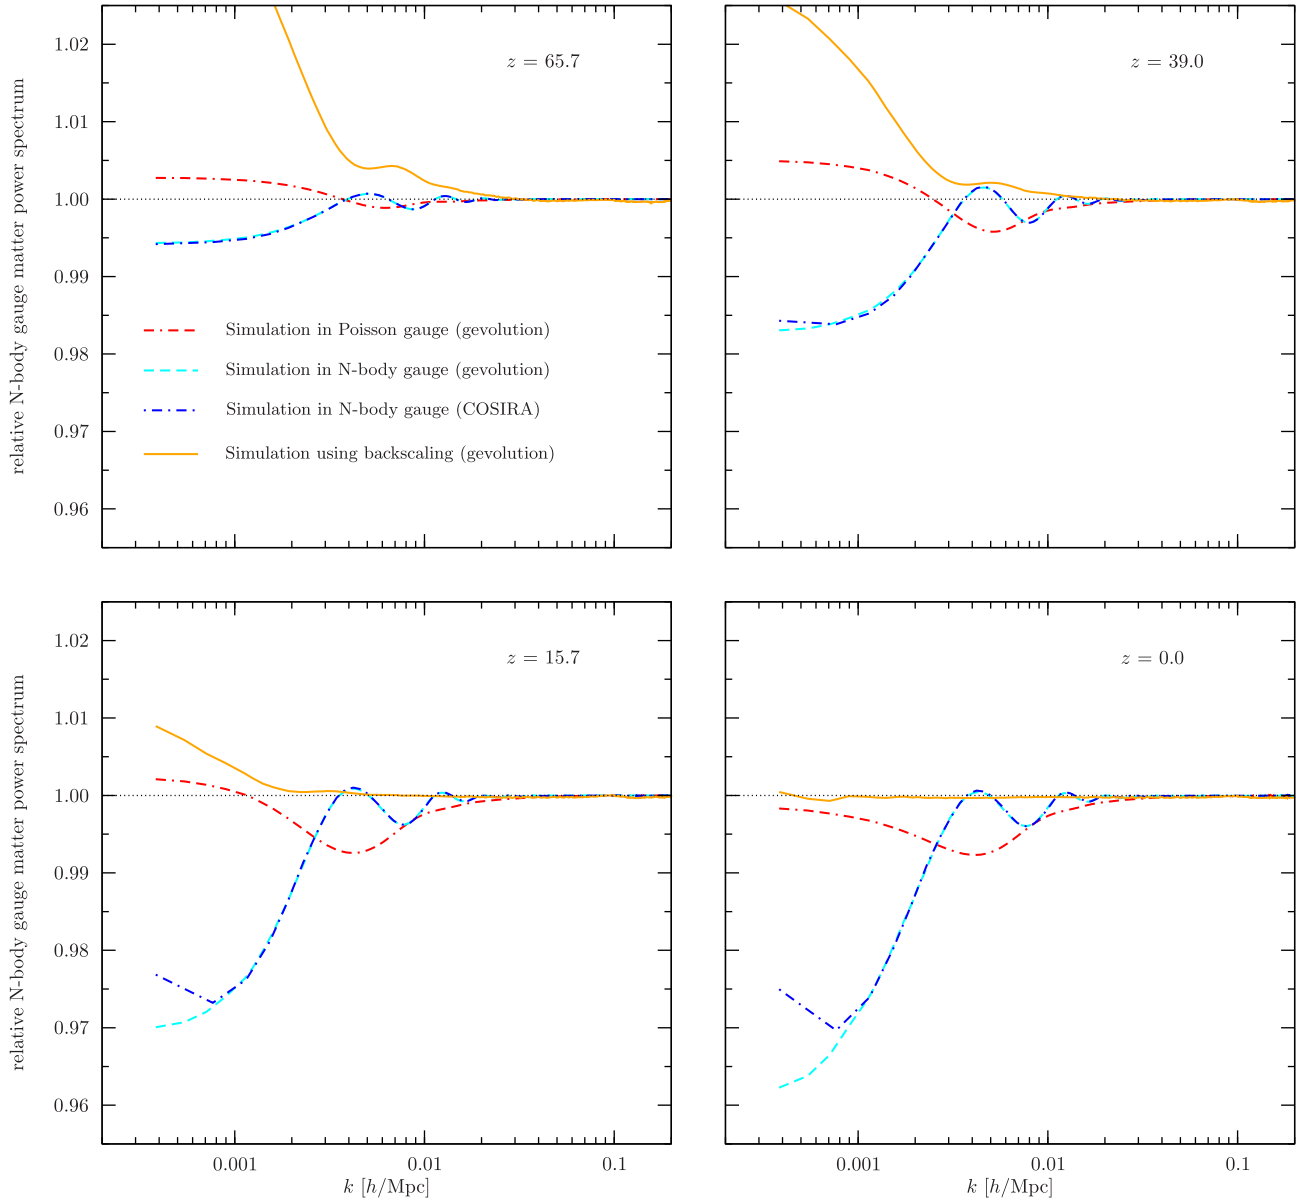 relative N-body gauge matter power spectrum
1.02
1.01
1.00
0.99
0.98
0.97
0.96
z = 65.7
Simulation in Poisson gauge (gevolution)
Simulation in N-body gauge (gevolution)
Simulation in N-body gauge (COSIRA)
Simulation using backscaling (gevolution)
z = 39.0
relative N-body gauge matter power spectrum
1.02
1.01
1.00
0.99
0.98
0.97
0.96
z = 15.7
0.001 0.01 0.1
k [h/Mpc]
z = 0.0
0.001 0.01 0.1
k [h/Mpc]